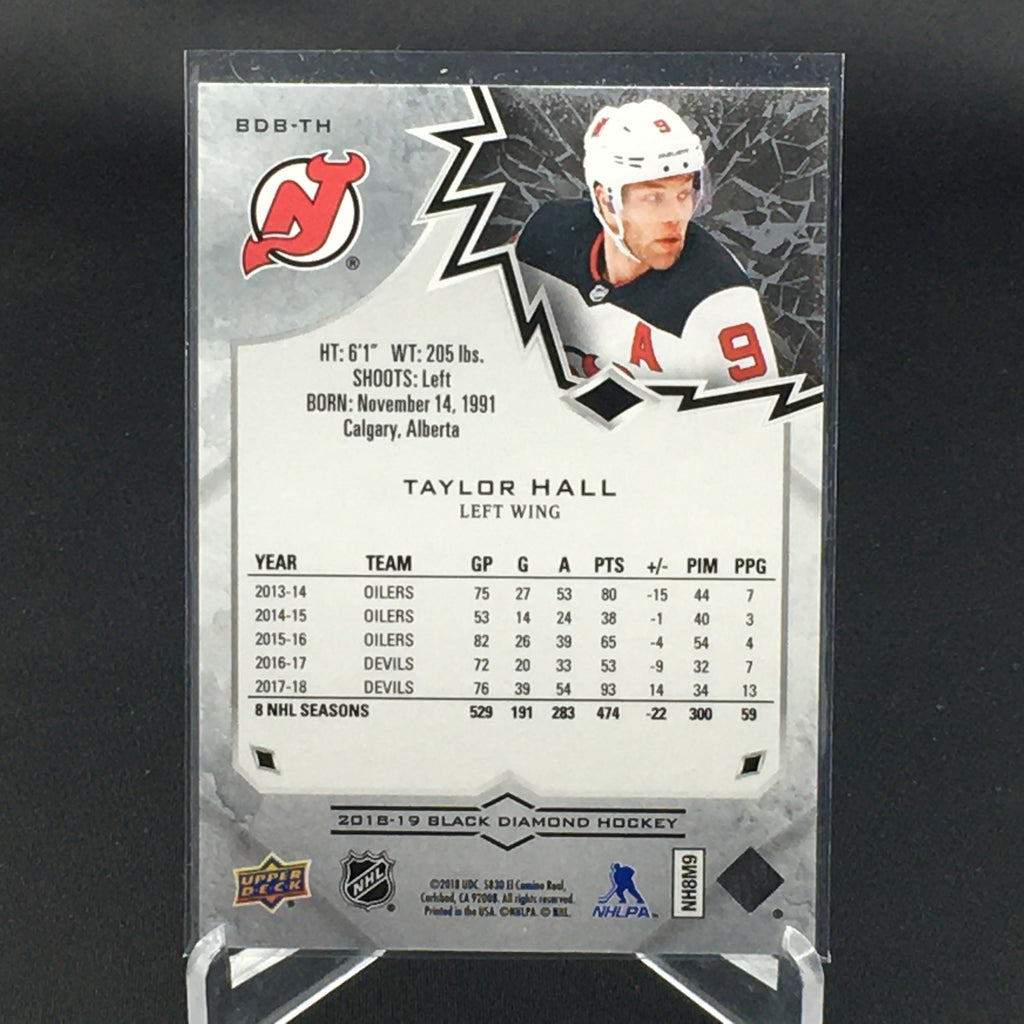 BDB-TH
N
®
9
BAUER
A
9
HT: 6'1" WT: 205 lbs.
SHOOTS: Left
BORN: November 14, 1991
Calgary, Alberta
TAYLOR HALL
LEFT WING
YEAR TEAM GP G A PTS +/- PIM PPG
2013-14 OILERS 75 27 53 80 -15 44 7
2014-15 OILERS 53 14 24 38 -1 40 3
2015-16 OILERS 82 26 39 65 -4 54 4
2016-17 DEVILS 72 20 33 53 -9 32 7
2017-18 DEVILS 76 39 54 93 14 34 13
8 NHL SEASONS 529 191 283 474 -22 300 59
2018-19 BLACK DIAMOND HOCKEY
UPPER
DECK
NHL
®
©2018 UDC. 5830 El Camino Real,
Carlsbad, CA 92008. All rights reserved.
Printed in the USA. ©NHLPA. © NHL.
NHLPA™
NH8M9